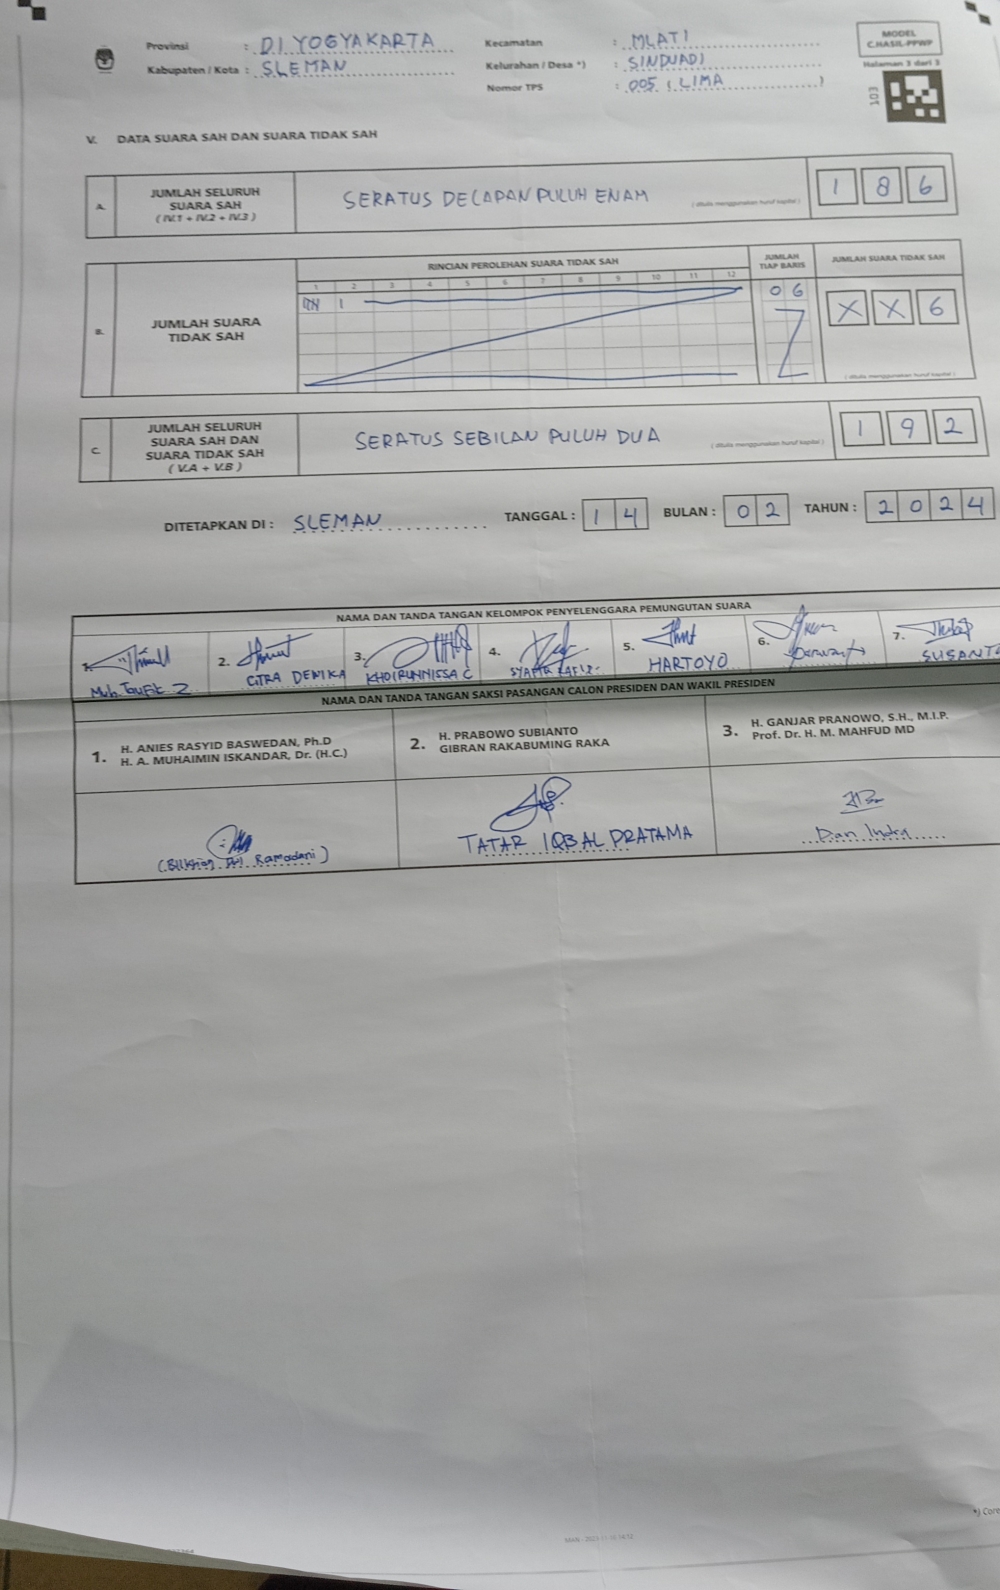 Provinsi : D.I YOGYAKARTA
Kabupaten / Kota : SLEMAN
Kecamatan : MLATI
Kelurahan / Desa *) : SINDUADI
Nomor TPS : 005 ( LIMA )
MODEL
C.HASIL-PPWP
Halaman 3 dari 3
103
V. DATA SUARA SAH DAN SUARA TIDAK SAH
A. JUMLAH SELURUH
SUARA SAH
( IV.1 + IV.2 + IV.3 )
SERATUS DELAPAN PULUH ENAM
( ditulis menggunakan huruf kapital )
1 8 6
B. JUMLAH SUARA
TIDAK SAH
RINCIAN PEROLEHAN SUARA TIDAK SAH
1 2 3 4 5 6 7 8 9 10 11 12
JUMLAH
TIAP BARIS
0 6
JUMLAH SUARA TIDAK SAH
X X 6
( ditulis menggunakan huruf kapital )
C. JUMLAH SELURUH
SUARA SAH DAN
SUARA TIDAK SAH
( V.A + V.B )
SERATUS SEBILAN PULUH DUA
( ditulis menggunakan huruf kapital )
1 9 2
DITETAPKAN DI : SLEMAN TANGGAL : 1 4 BULAN : 0 2 TAHUN : 2 0 2 4
NAMA DAN TANDA TANGAN KELOMPOK PENYELENGGARA PEMUNGUTAN SUARA
1. Muh. Taufik Z
2. CITRA DEWIKA
3. KHOIRUNNISSA C
4.
5. HARTOYO
6.
7. SUSANTO
NAMA DAN TANDA TANGAN SAKSI PASANGAN CALON PRESIDEN DAN WAKIL PRESIDEN
1. H. ANIES RASYID BASWEDAN, Ph.D
H. A. MUHAIMIN ISKANDAR, Dr. (H.C.)
2. H. PRABOWO SUBIANTO
GIBRAN RAKABUMING RAKA
3. H. GANJAR PRANOWO, S.H., M.I.P.
Prof. Dr. H. M. MAHFUD MD
Ramadani )
TATAR IQBAL PRATAMA
Dan Indra